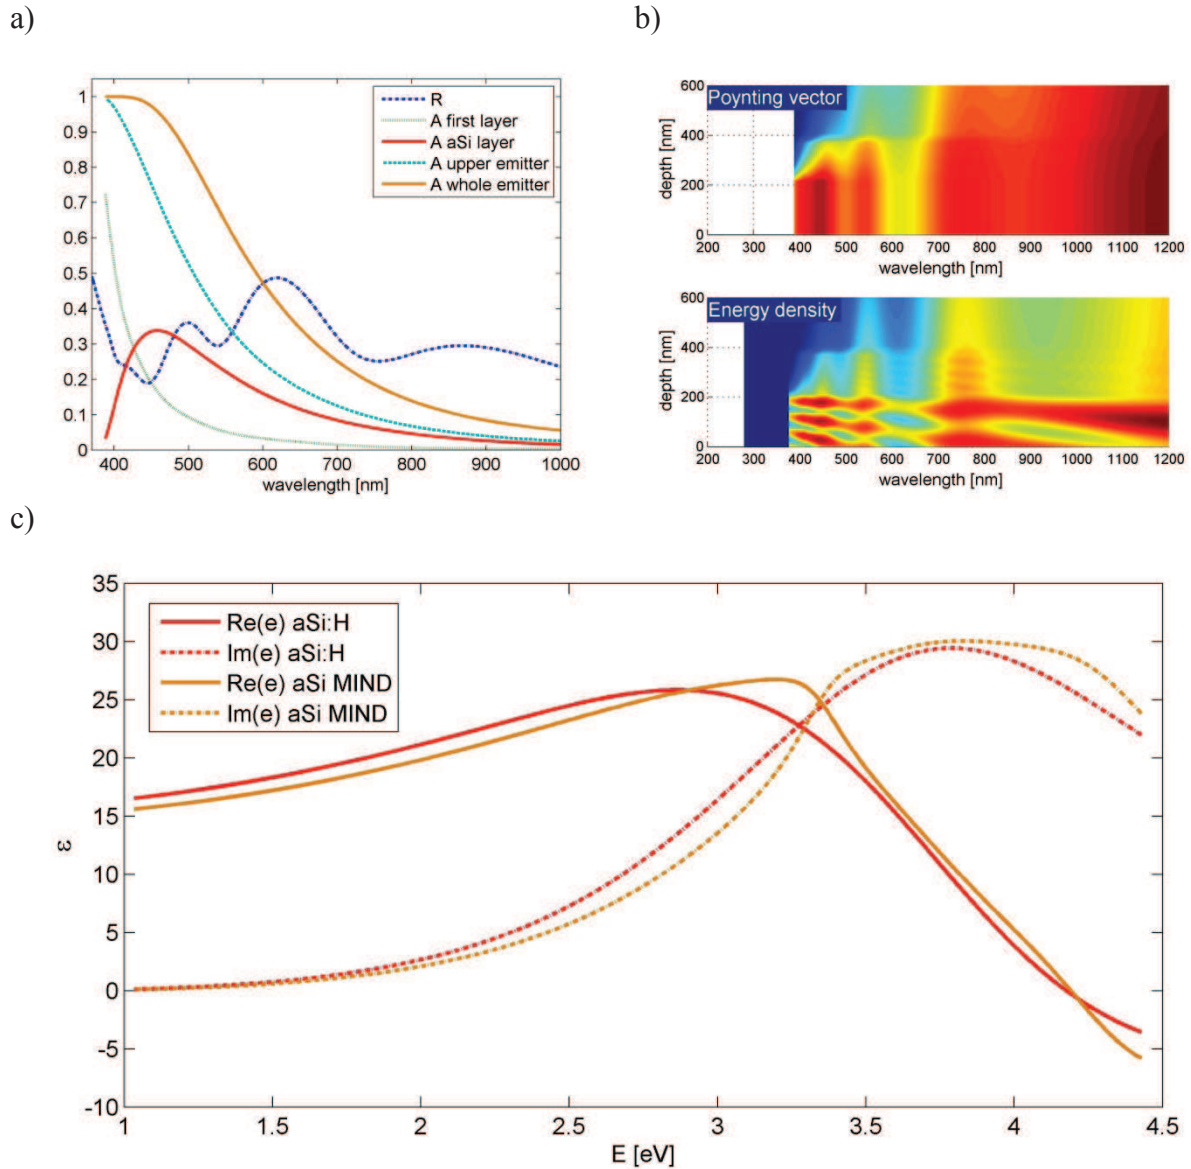 a)
1
0.9
0.8
0.7
0.6
0.5
0.4
0.3
0.2
0.1
0
R
A first layer
A aSi layer
A upper emitter
A whole emitter
400 500 600 700 800 900 1000
wavelength [nm]
b)
Poynting vector
depth [nm]
600
400
200
0
200 300 400 500 600 700 800 900 1000 1100 1200
wavelength [nm]
Energy density
depth [nm]
600
400
200
0
200 300 400 500 600 700 800 900 1000 1100 1200
wavelength [nm]
c)
35
30
25
20
15
10
5
0
-5
-10
ε
Re(e) aSi:H
Im(e) aSi:H
Re(e) aSi MIND
Im(e) aSi MIND
1 1.5 2 2.5 3 3.5 4 4.5
E [eV]